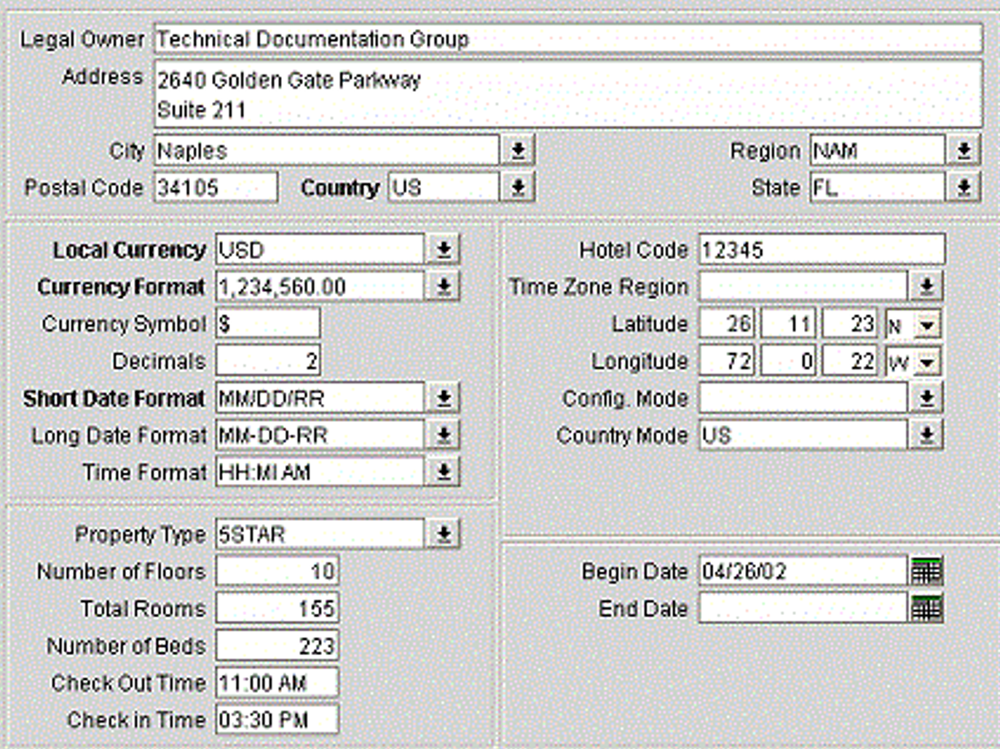 Legal Owner Technical Documentation Group
Address 2640 Golden Gate Parkway
Suite 211
City Naples Region NAM
Postal Code 34105 Country US State FL
Local Currency USD
Currency Format 1,234,560.00
Currency Symbol $
Decimals 2
Short Date Format MM/DD/RR
Long Date Format MM-DD-RR
Time Format HH:MI AM
Hotel Code 12345
Time Zone Region
Latitude 26 11 23 N
Longitude 72 0 22 W
Config. Mode
Country Mode US
Property Type 5STAR
Number of Floors 10
Total Rooms 155
Number of Beds 223
Check Out Time 11:00 AM
Check in Time 03:30 PM
Begin Date 04/26/02
End Date